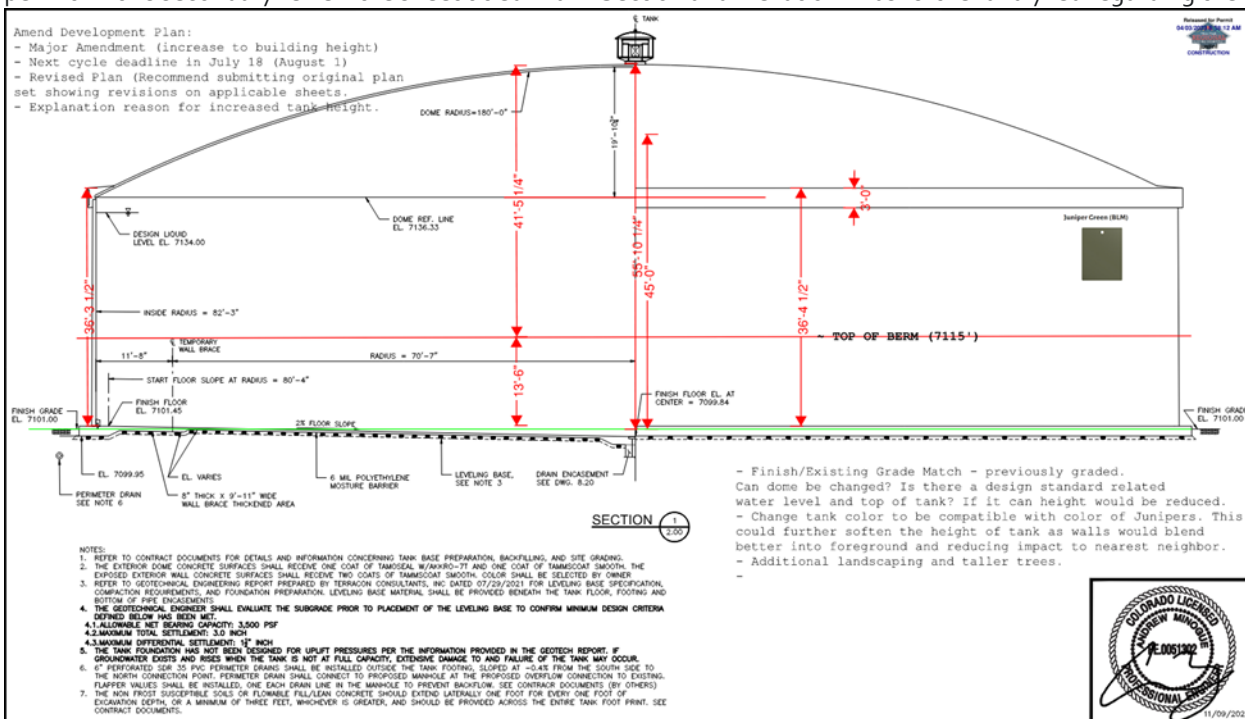 Amend Development Plan:
- Major Amendment (increase to building height)
- Next cycle deadline in July 18 (August 1)
- Revised Plan (Recommend submitting original plan
set showing revisions on applicable sheets.
- Explanation reason for increased tank height.
℄ TANK
Released for Permit
CONSTRUCTION
DOME RADIUS=180'-0"
41'-5 1/4"
55'-10 1/4"
45'-0"
36'-4 1/2"
3'-0"
36'-3 1/2"
13'-6"
DESIGN LIQUID
LEVEL EL. 7134.00
DOME REF. LINE
EL. 7136.33
Juniper Green (BLM)
INSIDE RADIUS = 82'-3"
~ TOP OF BERM (7115')
℄ TEMPORARY
WALL BRACE
11'-8"
RADIUS = 70'-7"
START FLOOR SLOPE AT RADIUS = 80'-4"
FINISH FLOOR
EL. 7101.45
FINISH FLOOR EL. AT
CENTER = 7099.84
FINISH GRADE
EL. 7101.00
FINISH GRADE
EL. 7101.00
2% FLOOR SLOPE
EL. 7099.95
EL. VARIES
6 MIL POLYETHYLENE
MOSTURE BARRIER
LEVELING BASE,
SEE NOTE 3
DRAIN ENCASEMENT
SEE DWG. 8.20
PERIMETER DRAIN
SEE NOTE 6
8" THICK X 9'-11" WIDE
WALL BRACE THICKENED AREA
SECTION 1
2.00
- Finish/Existing Grade Match - previously graded.
Can dome be changed? Is there a design standard related
water level and top of tank? If it can height would be reduced.
- Change tank color to be compatible with color of Junipers. This
could further soften the height of tank as walls would blend
better into foreground and reducing impact to nearest neighbor.
- Additional landscaping and taller trees.
-
NOTES:
1. REFER TO CONTRACT DOCUMENTS FOR DETAILS AND INFORMATION CONCERNING TANK BASE PREPARATION, BACKFILLING, AND SITE GRADING.
2. THE EXTERIOR DOME CONCRETE SURFACES SHALL RECEIVE ONE COAT OF TAMOSEAL W/AKKRO-7T AND ONE COAT OF TAMMSCOAT SMOOTH. THE
EXPOSED EXTERIOR WALL CONCRETE SURFACES SHALL RECEIVE TWO COATS OF TAMMSCOAT SMOOTH. COLOR SHALL BE SELECTED BY OWNER
3. REFER TO GEOTECHNICAL ENGINEERING REPORT PREPARED BY TERRACON CONSULTANTS, INC DATED 07/29/2021 FOR LEVELING BASE SPECIFICATION,
COMPACTION REQUIREMENTS, AND FOUNDATION PREPARATION. LEVELING BASE MATERIAL SHALL BE PROVIDED BENEATH THE TANK FLOOR, FOOTING AND
BOTTOM OF PIPE ENCASEMENTS
4. THE GEOTECHNICAL ENGINEER SHALL EVALUATE THE SUBGRADE PRIOR TO PLACEMENT OF THE LEVELING BASE TO CONFIRM MINIMUM DESIGN CRITERIA
DEFINED BELOW HAS BEEN MET.
4.1. ALLOWABLE NET BEARING CAPACITY: 3,500 PSF
4.2. MAXIMUM TOTAL SETTLEMENT: 3.0 INCH
4.3. MAXIMUM DIFFERENTIAL SETTLEMENT: INCH
5. THE TANK FOUNDATION HAS NOT BEEN DESIGNED FOR UPLIFT PRESSURES PER THE INFORMATION PROVIDED IN THE GEOTECH REPORT. IF
GROUNDWATER EXISTS AND RISES WHEN THE TANK IS NOT AT FULL CAPACITY, EXTENSIVE DAMAGE TO AND FAILURE OF THE TANK MAY OCCUR.
6. 6" PERFORATED SDR 35 PVC PERIMETER DRAINS SHALL BE INSTALLED OUTSIDE THE TANK FOOTING, SLOPED AT -0.4% FROM THE SOUTH SIDE TO
THE NORTH CONNECTION POINT. PERIMETER DRAIN SHALL CONNECT TO PROPOSED MANHOLE AT THE PROPOSED OVERFLOW CONNECTION TO EXISTING.
FLAPPER VALUES SHALL BE INSTALLED, ONE EACH DRAIN LINE IN THE MANHOLE TO PREVENT BACKFLOW. SEE CONTRACR DOCUMENTS (BY OTHERS)
7. THE NON FROST SUSCEPTIBLE SOILS OR FLOWABLE FILL/LEAN CONCRETE SHOULD EXTEND LATERALLY ONE FOOT FOR EVERY ONE FOOT OF
EXCAVATION DEPTH, OR A MINIMUM OF THREE FEET, WHICHEVER IS GREATER, AND SHOULD BE PROVIDED ACROSS THE ENTIRE TANK FOOT PRINT. SEE
CONTRACT DOCUMENTS.
COLORADO LICENSED
ANDREW MINOGUE
PE.0051302
PROFESSIONAL ENGINEER